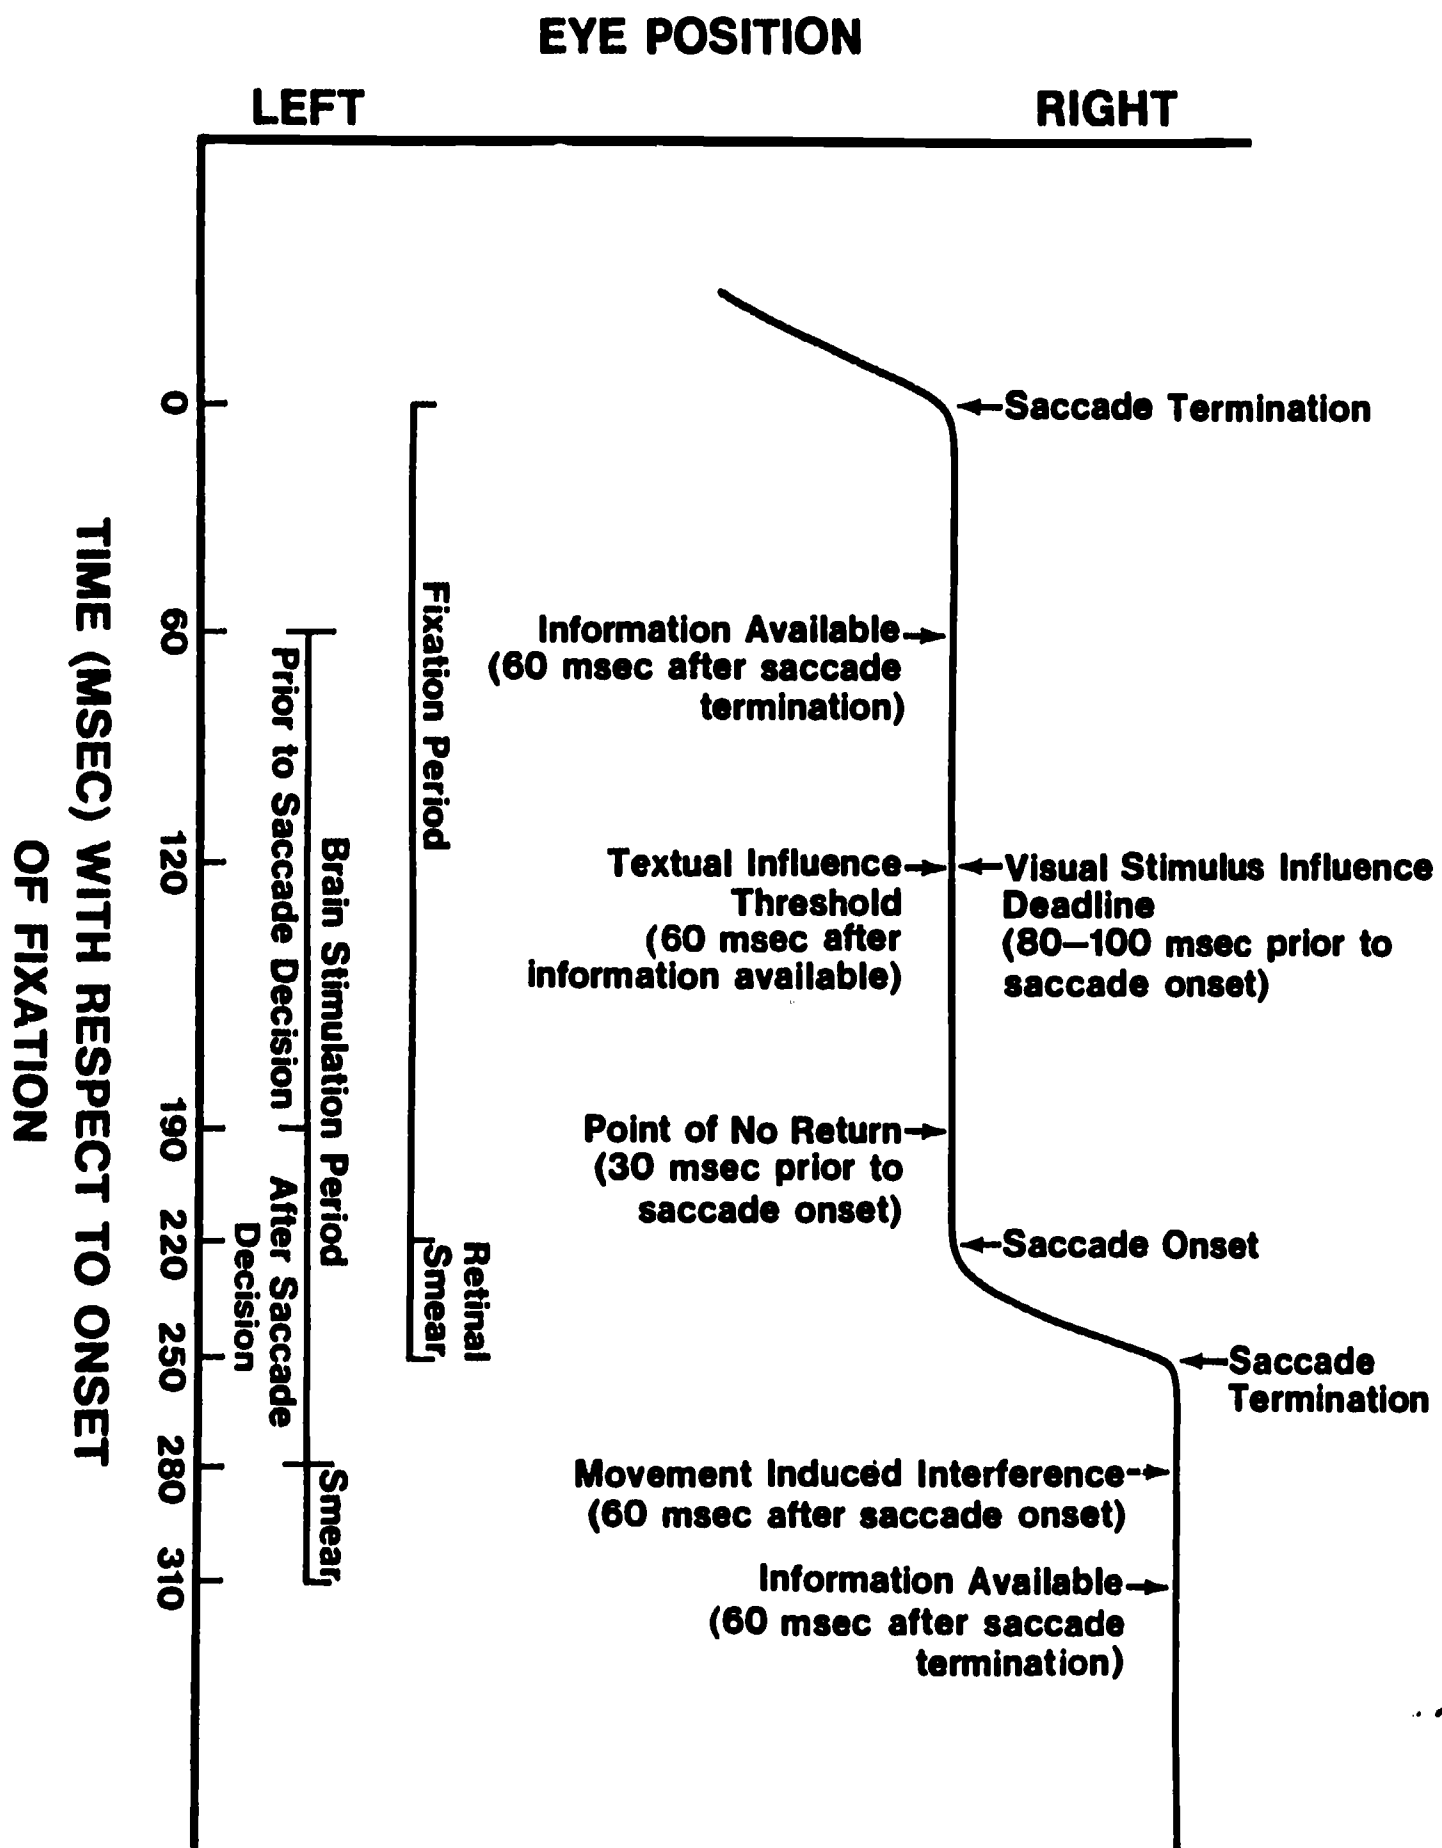 EYE POSITION
LEFT
RIGHT
TIME (MSEC) WITH RESPECT TO ONSET
OF FIXATION
0
60
120
190
220
250
280
310
Prior to Saccade Decision
After Saccade
Decision
Brain Stimulation Period
Smear
Fixation Period
Retinal
Smear
Saccade Termination
Information Available
(60 msec after saccade
termination)
Textual Influence
Threshold
(60 msec after
information available)
Visual Stimulus Influence
Deadline
(80–100 msec prior to
saccade onset)
Point of No Return
(30 msec prior to
saccade onset)
Saccade Onset
Saccade
Termination
Movement Induced Interference
(60 msec after saccade onset)
Information Available
(60 msec after saccade
termination)